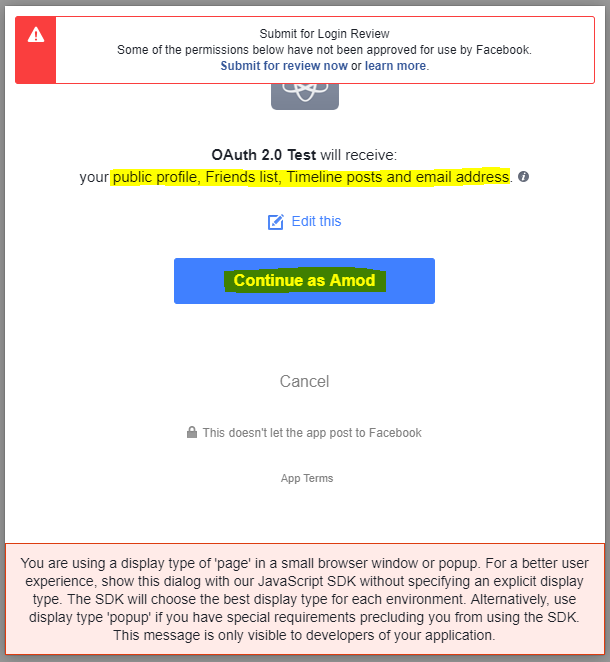 Submit for Login Review
Some of the permissions below have not been approved for use by Facebook.
Submit for review now or learn more.
OAuth 2.0 Test will receive:
your public profile, Friends list, Timeline posts and email address.
Edit this
Continue as Amod
Cancel
This doesn't let the app post to Facebook
App Terms
You are using a display type of 'page' in a small browser window or popup. For a better user
experience, show this dialog with our JavaScript SDK without specifying an explicit display
type. The SDK will choose the best display type for each environment. Alternatively, use
display type 'popup' if you have special requirements precluding you from using the SDK.
This message is only visible to developers of your application.